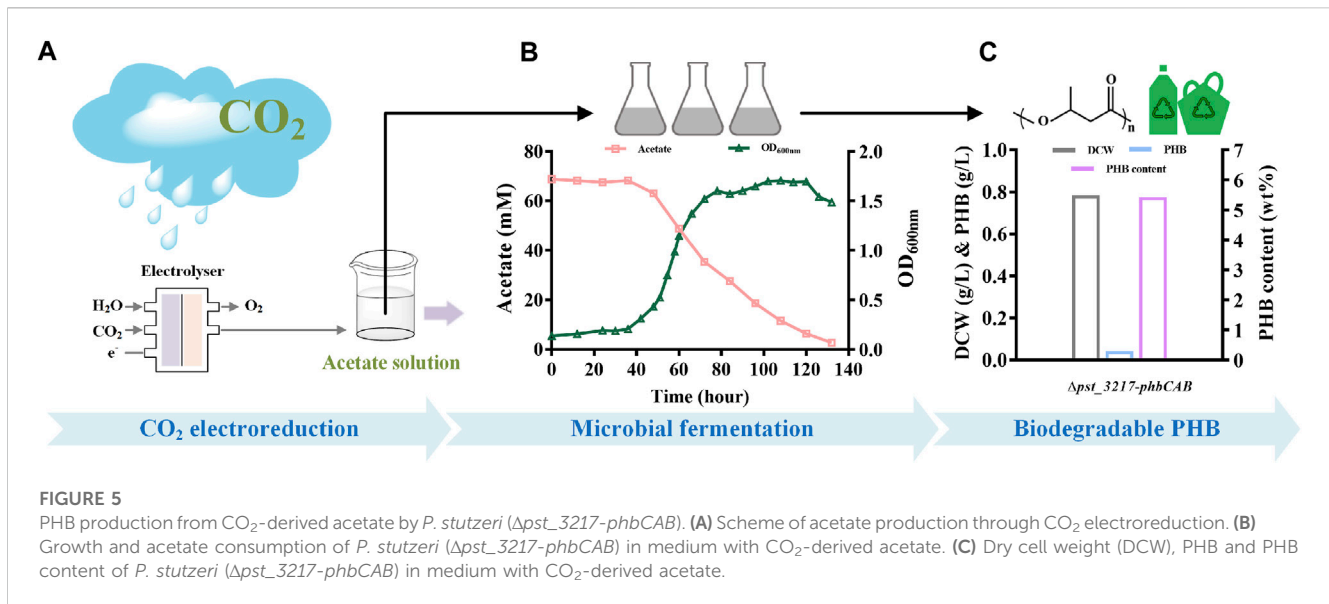 A
CO₂
Electrolyser
H₂O
O₂
CO₂
e⁻
Acetate solution
CO₂ electroreduction
B
Acetate
OD₆₀₀ₙₘ
80
60
40
20
0
Acetate (mM)
2.0
1.5
1.0
0.5
0.0
OD₆₀₀ₙₘ
0 20 40 60 80 100 120 140
Time (hour)
Microbial fermentation
C
O
O
n
DCW
PHB
PHB content
1.0
0.8
0.6
0.4
0.2
0.0
DCW (g/L) & PHB (g/L)
7
6
5
4
3
2
1
0
PHB content (wt%)
Δpst_3217-phbCAB
Biodegradable PHB
FIGURE 5
PHB production from CO₂-derived acetate by P. stutzeri (Δpst_3217-phbCAB). (A) Scheme of acetate production through CO₂ electroreduction. (B)
Growth and acetate consumption of P. stutzeri (Δpst_3217-phbCAB) in medium with CO₂-derived acetate. (C) Dry cell weight (DCW), PHB and PHB
content of P. stutzeri (Δpst_3217-phbCAB) in medium with CO₂-derived acetate.